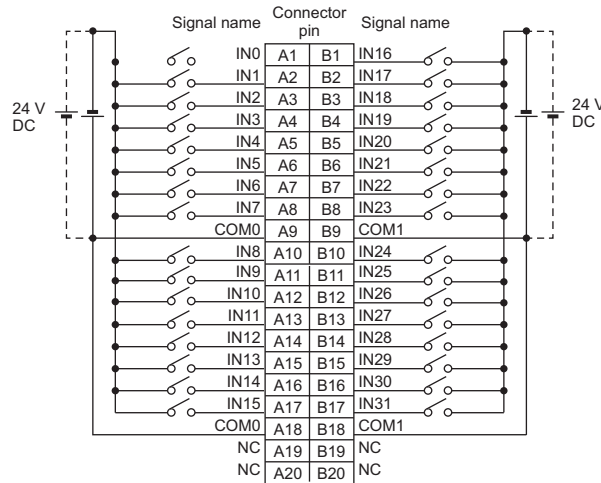 Signal name Connector pin Signal name
IN0 A1 B1 IN16
IN1 A2 B2 IN17
IN2 A3 B3 IN18
24 V DC IN3 A4 B4 IN19 24 V DC
IN4 A5 B5 IN20
IN5 A6 B6 IN21
IN6 A7 B7 IN22
IN7 A8 B8 IN23
COM0 A9 B9 COM1
IN8 A10 B10 IN24
IN9 A11 B11 IN25
IN10 A12 B12 IN26
IN11 A13 B13 IN27
IN12 A14 B14 IN28
IN13 A15 B15 IN29
IN14 A16 B16 IN30
IN15 A17 B17 IN31
COM0 A18 B18 COM1
NC A19 B19 NC
NC A20 B20 NC